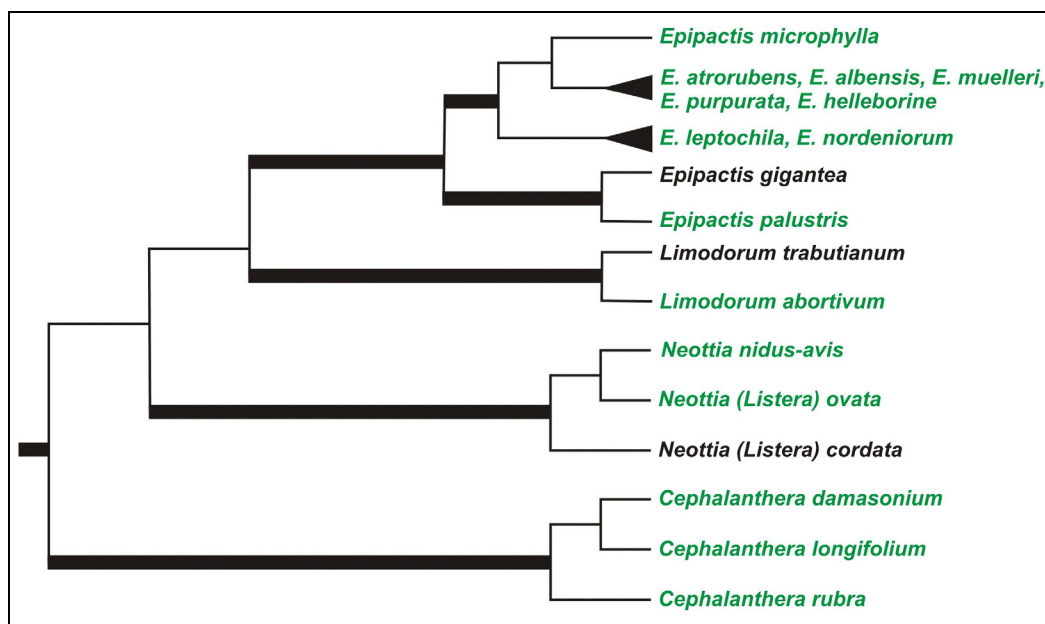 Epipactis microphylla
E. atrorubens, E. albensis, E. muelleri,
E. purpurata, E. helleborine
E. leptochila, E. nordeniorum
Epipactis gigantea
Epipactis palustris
Limodorum trabutianum
Limodorum abortivum
Neottia nidus-avis
Neottia (Listera) ovata
Neottia (Listera) cordata
Cephalanthera damasonium
Cephalanthera longifolium
Cephalanthera rubra